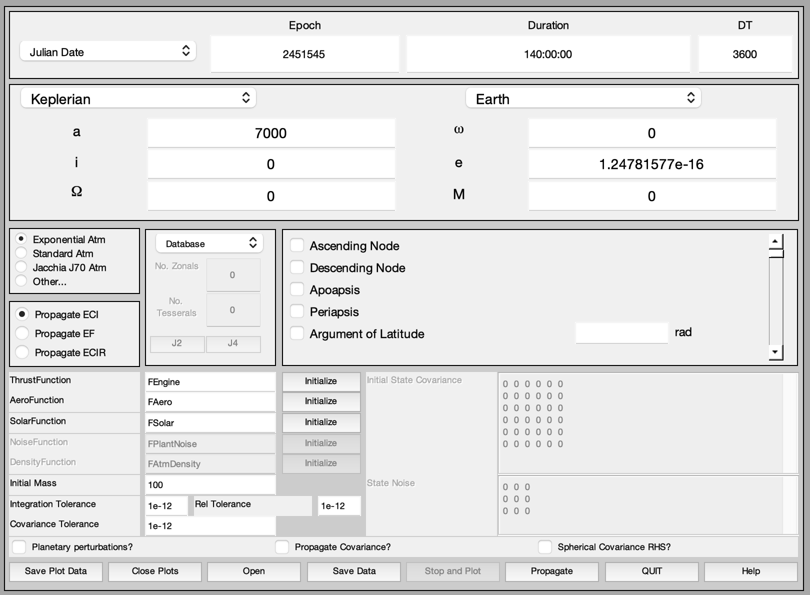 Epoch Duration DT
Julian Date 2451545 140:00:00 3600
Keplerian Earth
a 7000 ω 0
i 0 e 1.24781577e-16
Ω 0 M 0
Exponential Atm
Standard Atm
Jacchia J70 Atm
Other...
Propagate ECI
Propagate EF
Propagate ECIR
Database
No. Zonals 0
No.
Tesserals 0
J2 J4
Ascending Node
Descending Node
Apoapsis
Periapsis
Argument of Latitude rad
ThrustFunction FEngine Initialize
AeroFunction FAero Initialize
SolarFunction FSolar Initialize
NoiseFunction FPlantNoise Initialize
DensityFunction FAtmDensity Initialize
Initial Mass 100
Integration Tolerance 1e-12 Rel Tolerance 1e-12
Covariance Tolerance 1e-12
Initial State Covariance
0 0 0 0 0 0
0 0 0 0 0 0
0 0 0 0 0 0
0 0 0 0 0 0
0 0 0 0 0 0
0 0 0 0 0 0
State Noise
0 0 0
0 0 0
0 0 0
Planetary perturbations? Propagate Covariance? Spherical Covariance RHS?
Save Plot Data Close Plots Open Save Data Stop and Plot Propagate QUIT Help